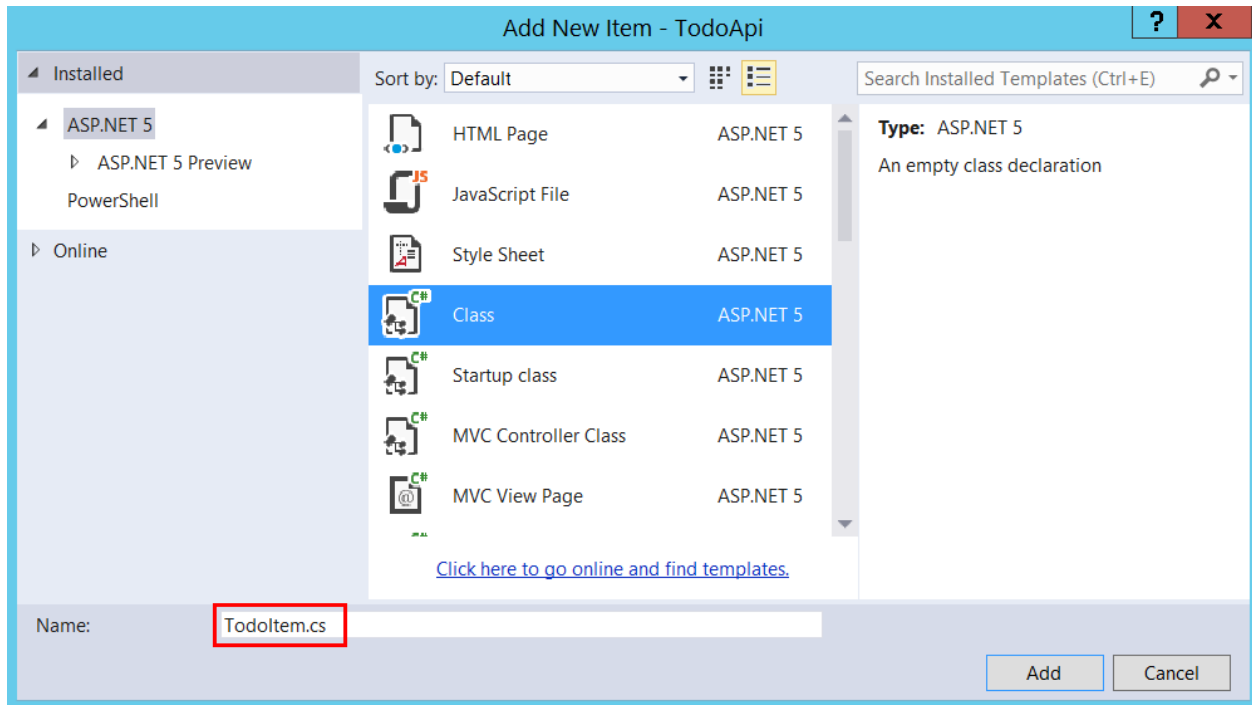 Add New Item - TodoApi
? X
Installed
ASP.NET 5
ASP.NET 5 Preview
PowerShell
Online
Sort by: Default
Search Installed Templates (Ctrl+E)
HTML Page ASP.NET 5
JS
JavaScript File ASP.NET 5
A
Style Sheet ASP.NET 5
C#
Class ASP.NET 5
C#
Startup class ASP.NET 5
C#
MVC Controller Class ASP.NET 5
C#
@
MVC View Page ASP.NET 5
Click here to go online and find templates.
Type: ASP.NET 5
An empty class declaration
Name: TodoItem.cs
Add Cancel